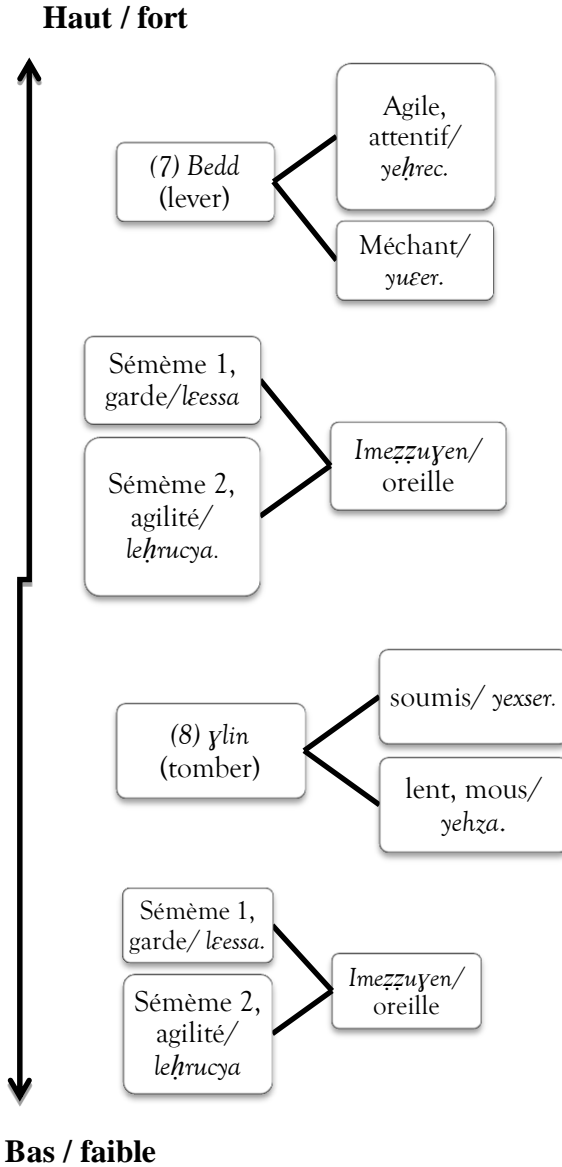 Haut / fort
(7) Bedd
(lever)
Agile,
attentif/
yeḥrec.
Méchant/
yuɛer.
Sémème 1,
garde/lɛessa
Sémème 2,
agilité/
leḥrucya.
Imeẓẓuɣen/
oreille
(8) ɣlin
(tomber)
soumis/ yexser.
lent, mous/
yehza.
Sémème 1,
garde/ lɛessa.
Sémème 2,
agilité/
leḥrucya
Imeẓẓuɣen/
oreille
Bas / faible